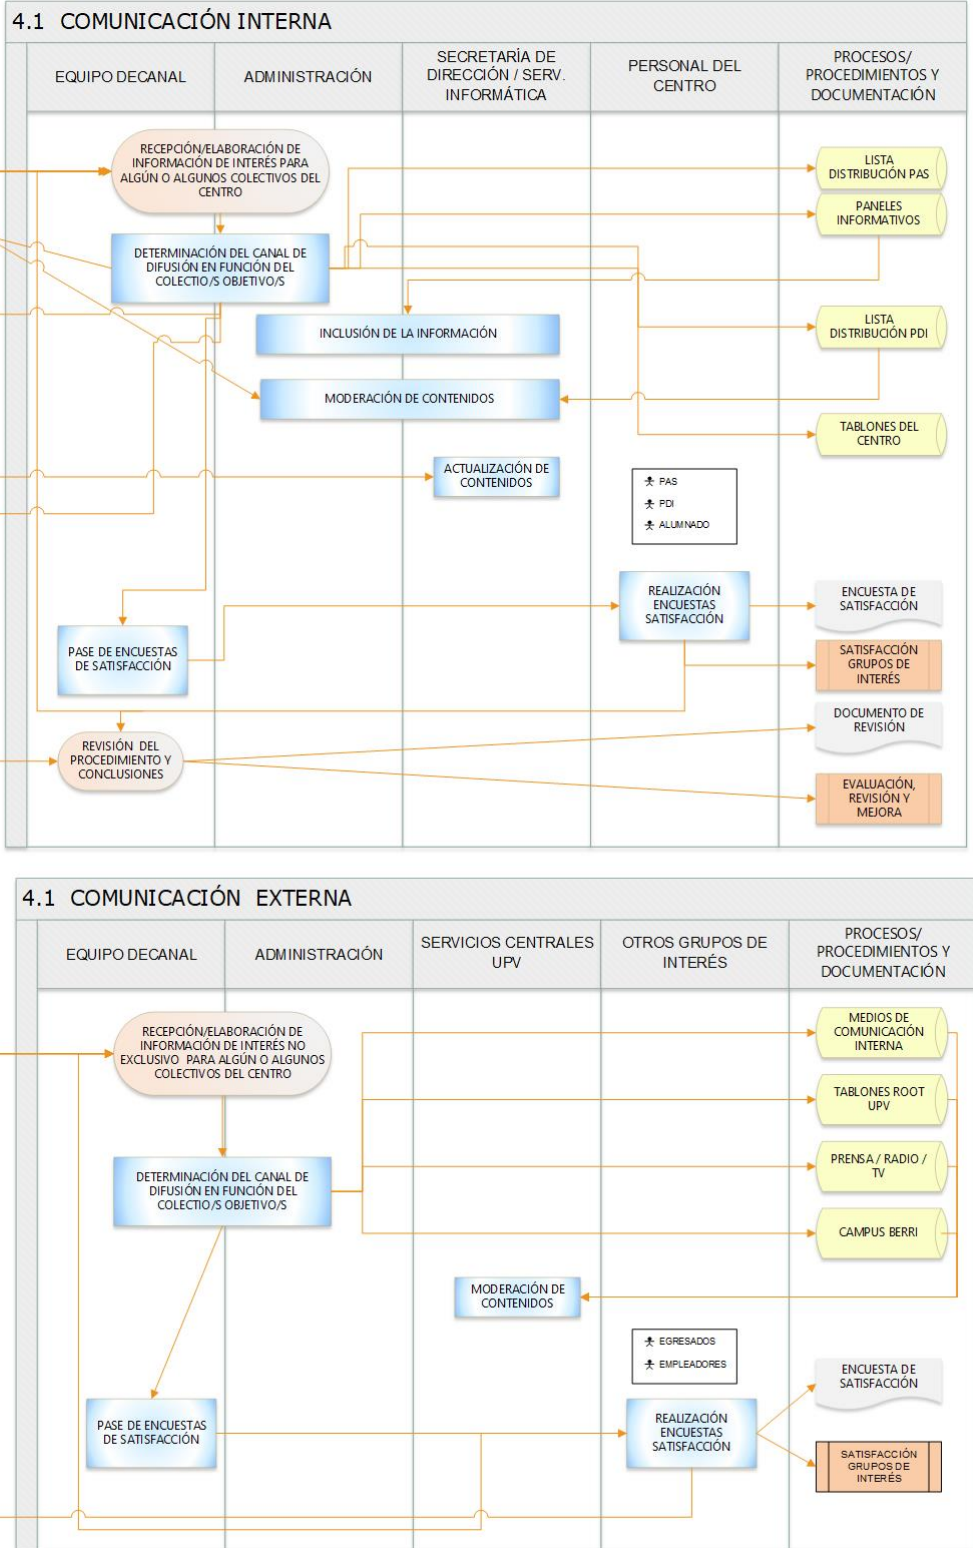 4.1 COMUNICACIÓN INTERNA
EQUIPO DECANAL
ADMINISTRACIÓN
SECRETARÍA DE
DIRECCIÓN / SERV.
INFORMÁTICA
PERSONAL DEL
CENTRO
PROCESOS/
PROCEDIMIENTOS Y
DOCUMENTACIÓN
RECEPCIÓN/ELABORACIÓN DE
INFORMACIÓN DE INTERÉS PARA
ALGÚN O ALGUNOS COLECTIVOS DEL
CENTRO
LISTA
DISTRIBUCIÓN PAS
PANELES
INFORMATIVOS
DETERMINACIÓN DEL CANAL DE
DIFUSIÓN EN FUNCIÓN DEL
COLECTIO/S OBJETIVO/S
INCLUSIÓN DE LA INFORMACIÓN
LISTA
DISTRIBUCIÓN PDI
MODERACIÓN DE CONTENIDOS
TABLONES DEL
CENTRO
ACTUALIZACIÓN DE
CONTENIDOS
PAS
PDI
ALUMNADO
REALIZACIÓN
ENCUESTAS
SATISFACCIÓN
ENCUESTA DE
SATISFACCIÓN
PASE DE ENCUESTAS
DE SATISFACCIÓN
SATISFACCIÓN
GRUPOS DE
INTERÉS
DOCUMENTO DE
REVISIÓN
REVISIÓN DEL
PROCEDIMIENTO Y
CONCLUSIONES
EVALUACIÓN,
REVISIÓN Y
MEJORA
4.1 COMUNICACIÓN EXTERNA
EQUIPO DECANAL
ADMINISTRACIÓN
SERVICIOS CENTRALES
UPV
OTROS GRUPOS DE
INTERÉS
PROCESOS/
PROCEDIMIENTOS Y
DOCUMENTACIÓN
RECEPCIÓN/ELABORACIÓN DE
INFORMACIÓN DE INTERÉS NO
EXCLUSIVO PARA ALGÚN O ALGUNOS
COLECTIVOS DEL CENTRO
MEDIOS DE
COMUNICACIÓN
INTERNA
TABLONES ROOT
UPV
DETERMINACIÓN DEL CANAL DE
DIFUSIÓN EN FUNCIÓN DEL
COLECTIO/S OBJETIVO/S
PRENSA / RADIO /
TV
CAMPUS BERRI
MODERACIÓN DE
CONTENIDOS
EGRESADOS
EMPLEADORES
ENCUESTA DE
SATISFACCIÓN
PASE DE ENCUESTAS
DE SATISFACCIÓN
REALIZACIÓN
ENCUESTAS
SATISFACCIÓN
SATISFACCIÓN
GRUPOS DE
INTERÉS